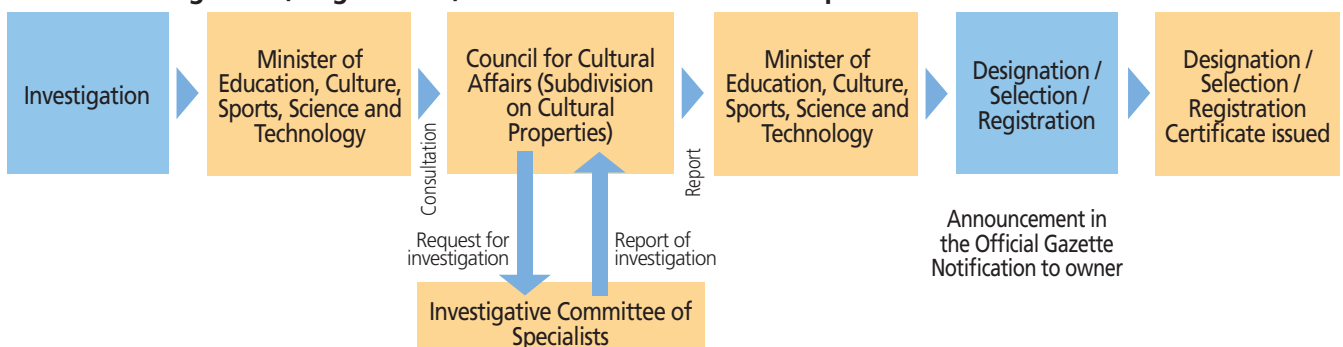 Investigation
Minister of
Education, Culture,
Sports, Science and
Technology
Consultation
Council for Cultural
Affairs (Subdivision
on Cultural
Properties)
Report
Minister of
Education, Culture,
Sports, Science and
Technology
Designation /
Selection /
Registration
Designation /
Selection /
Registration
Certificate issued
Request for
investigation
Report of
investigation
Announcement in
the Official Gazette
Notification to owner
Investigative Committee of
Specialists